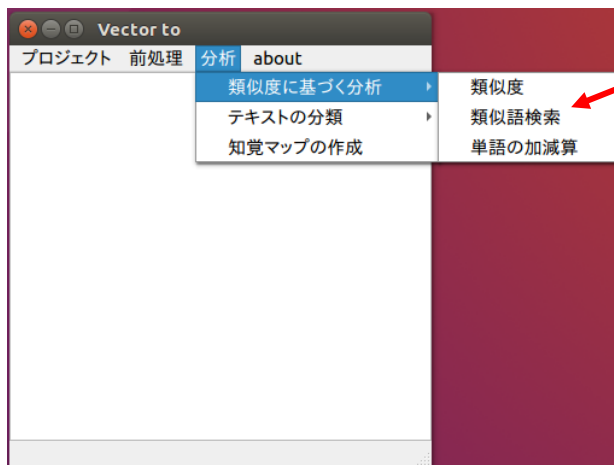 Vector to
プロジェクト 前処理 分析 about
類似度に基づく分析
テキストの分類
知覚マップの作成
類似度
類似語検索
単語の加減算